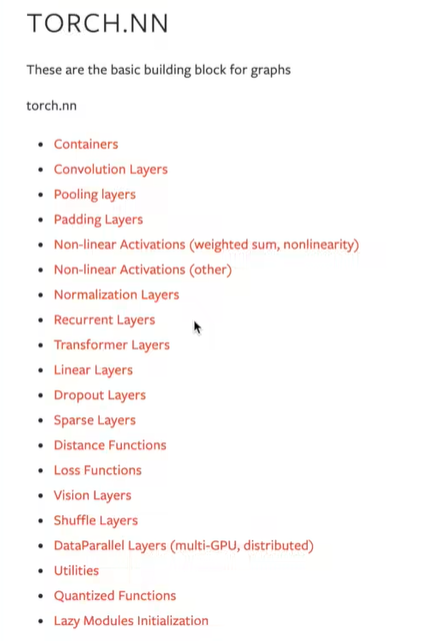 TORCH.NN
These are the basic building block for graphs
torch.nn
Containers
Convolution Layers
Pooling layers
Padding Layers
Non-linear Activations (weighted sum, nonlinearity)
Non-linear Activations (other)
Normalization Layers
Recurrent Layers
Transformer Layers
Linear Layers
Dropout Layers
Sparse Layers
Distance Functions
Loss Functions
Vision Layers
Shuffle Layers
DataParallel Layers (multi-GPU, distributed)
Utilities
Quantized Functions
Lazy Modules Initialization